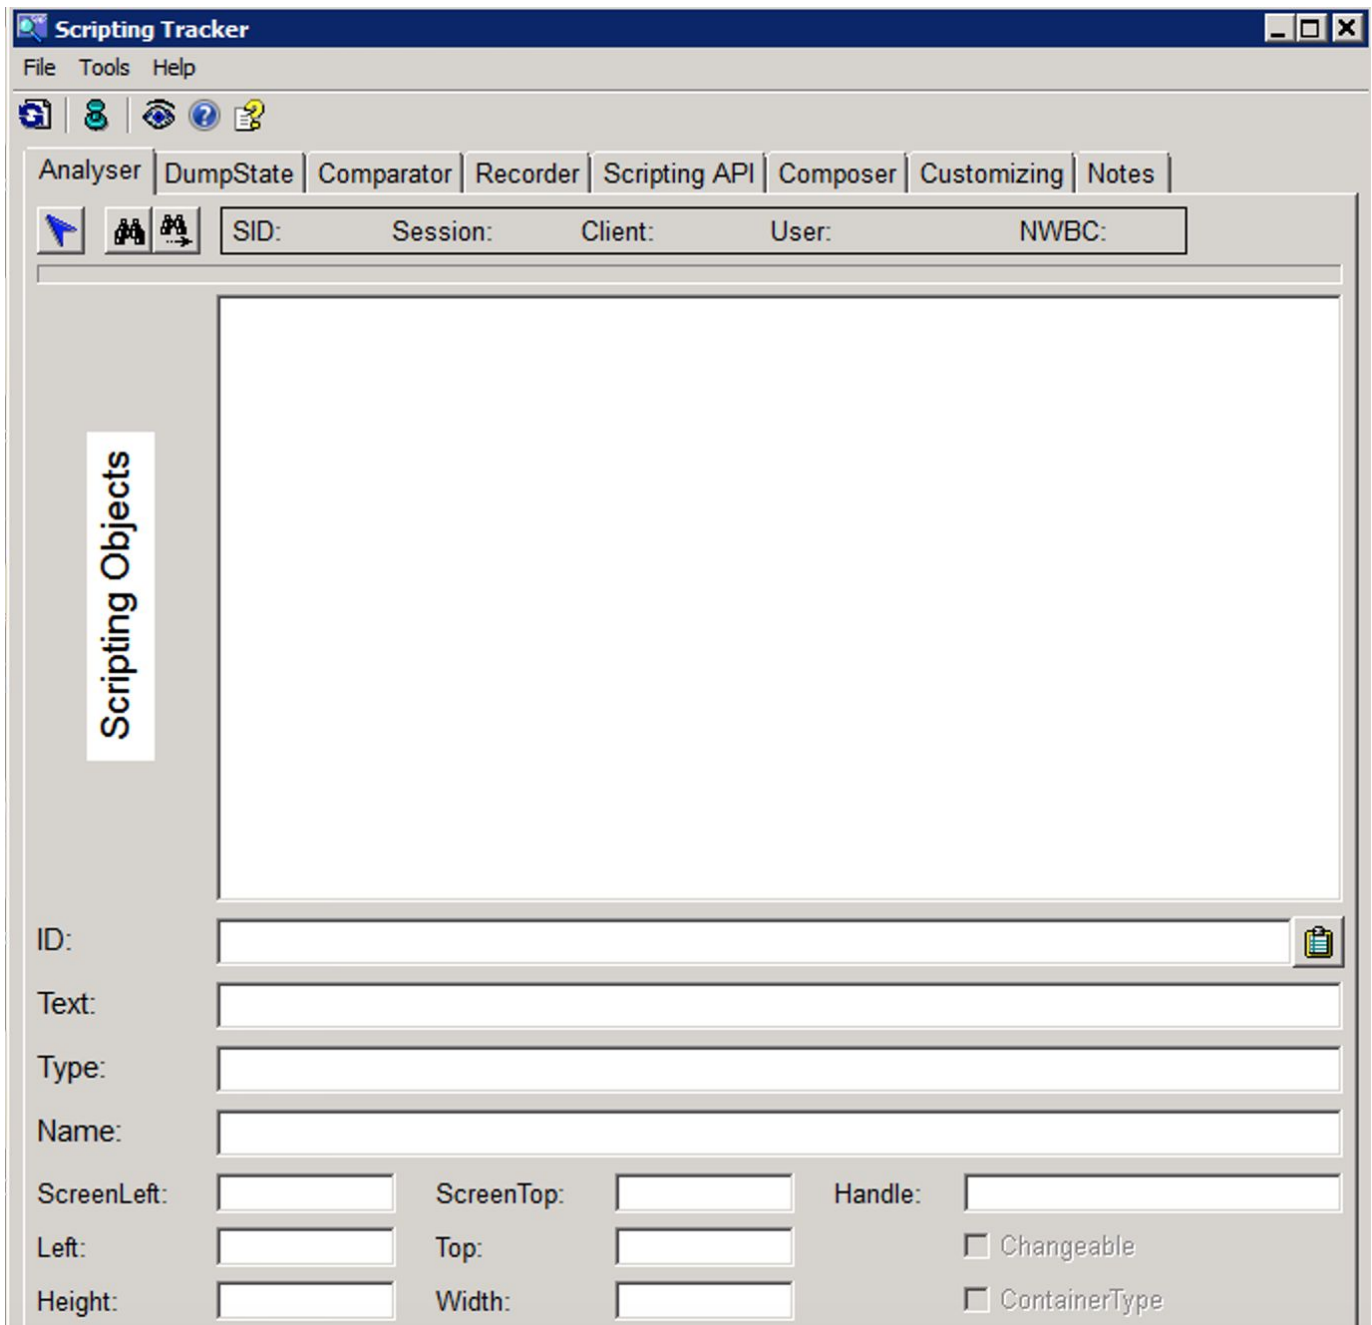 Scripting Tracker
File Tools Help
Analyser DumpState Comparator Recorder Scripting API Composer Customizing Notes
SID: Session: Client: User: NWBC:
Scripting Objects
ID:
Text:
Type:
Name:
ScreenLeft: ScreenTop: Handle:
Left: Top: Changeable
Height: Width: ContainerType